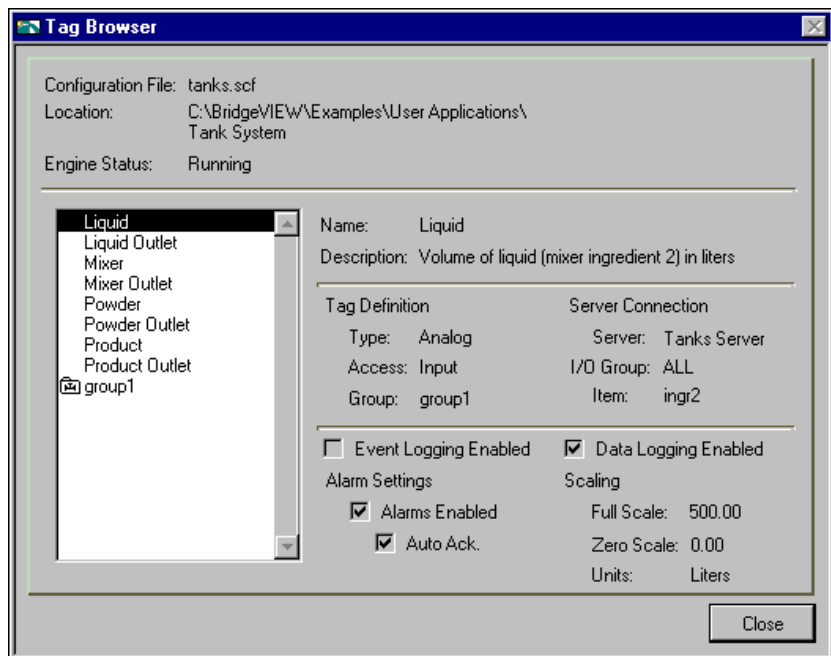 Tag Browser
Configuration File: tanks.scf
Location: C:\BridgeVIEW\Examples\User Applications\
Tank System
Engine Status: Running
Liquid
Liquid Outlet
Mixer
Mixer Outlet
Powder
Powder Outlet
Product
Product Outlet
group1
Name: Liquid
Description: Volume of liquid (mixer ingredient 2) in liters
Tag Definition
Type: Analog
Access: Input
Group: group1
Server Connection
Server: Tanks Server
I/O Group: ALL
Item: ingr2
Event Logging Enabled
Data Logging Enabled
Alarm Settings
Alarms Enabled
Auto Ack.
Scaling
Full Scale: 500.00
Zero Scale: 0.00
Units: Liters
Close